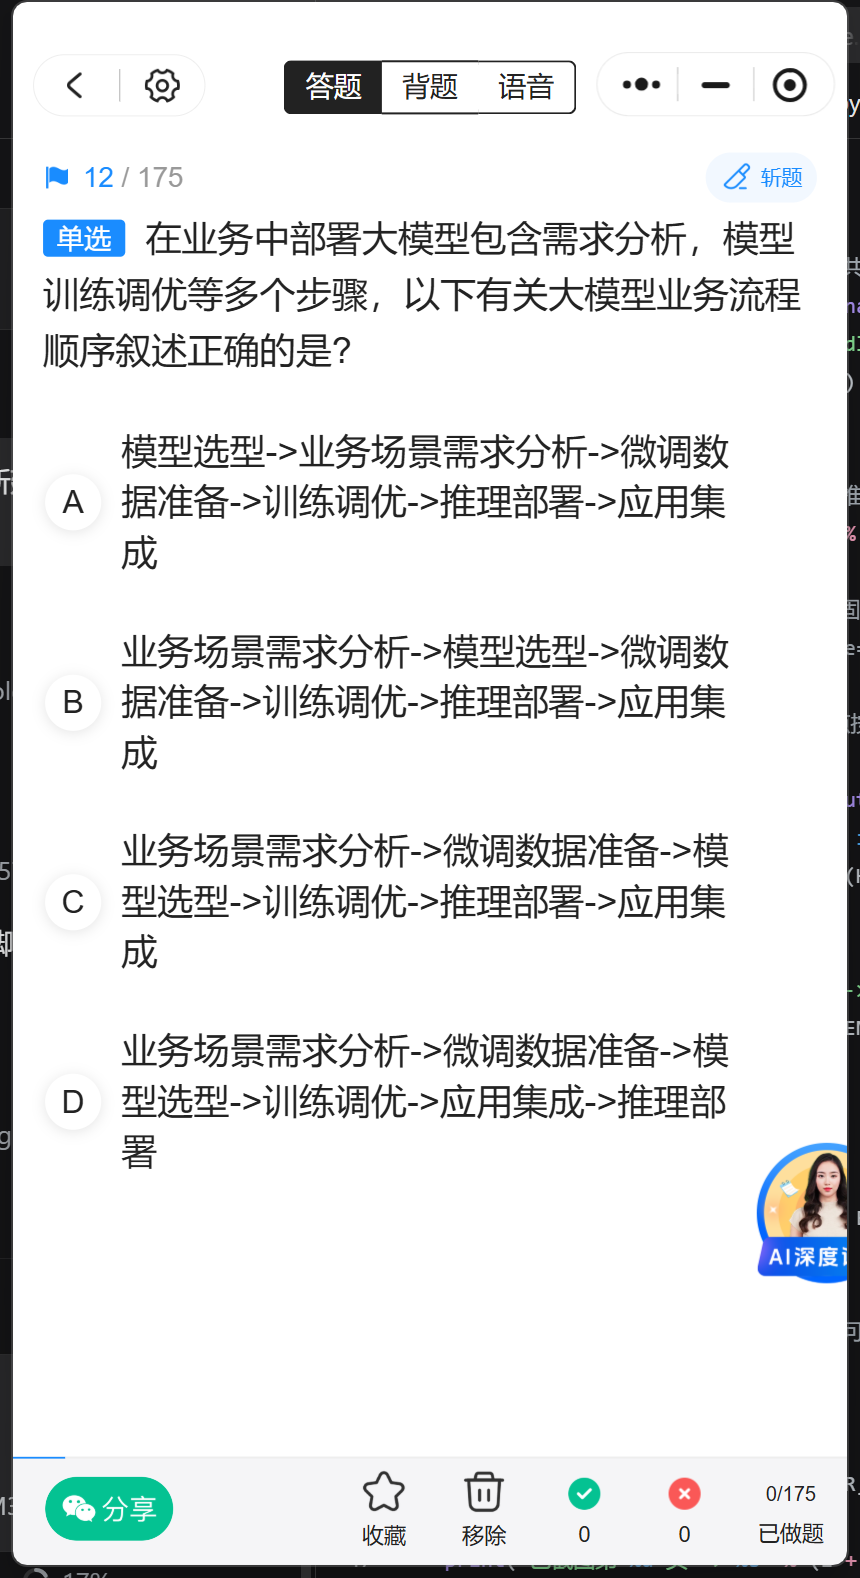 答题 背题 语音
12 / 175
斩题
单选 在业务中部署大模型包含需求分析，模型
训练调优等多个步骤，以下有关大模型业务流程
顺序叙述正确的是?
A
模型选型->业务场景需求分析->微调数
据准备->训练调优->推理部署->应用集
成
B
业务场景需求分析->模型选型->微调数
据准备->训练调优->推理部署->应用集
成
C
业务场景需求分析->微调数据准备->模
型选型->训练调优->推理部署->应用集
成
D
业务场景需求分析->微调数据准备->模
型选型->训练调优->应用集成->推理部
署
AI深度
分享
收藏
移除
0
0
0/175
已做题
17%